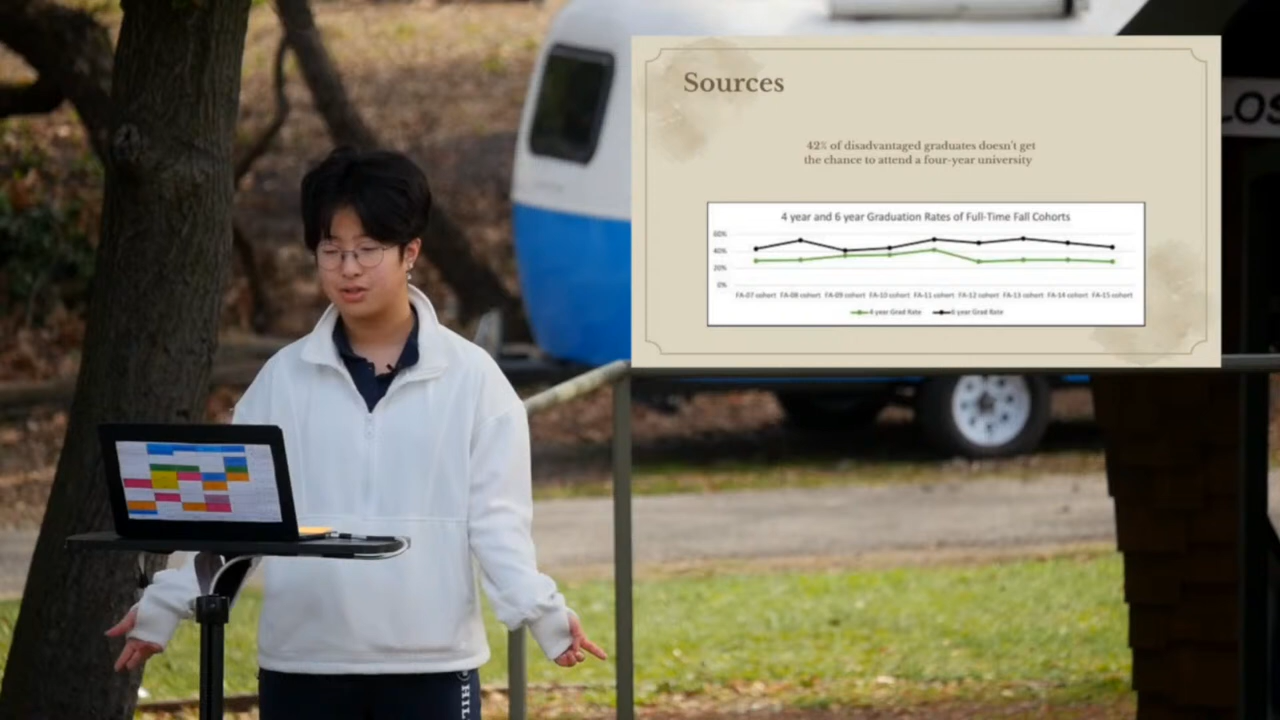 LOS
Sources
42% of disadvantaged graduates doesn't get
the chance to attend a four-year university
4 year and 6 year Graduation Rates of Full-Time Fall Cohorts
60%
40%
20%
0%
FA-07 cohort FA-08 cohort FA-09 cohort FA-10 cohort FA-11 cohort FA-12 cohort FA-13 cohort FA-14 cohort FA-15 cohort
4 year Grad Rate 6 year Grad Rate
HIL